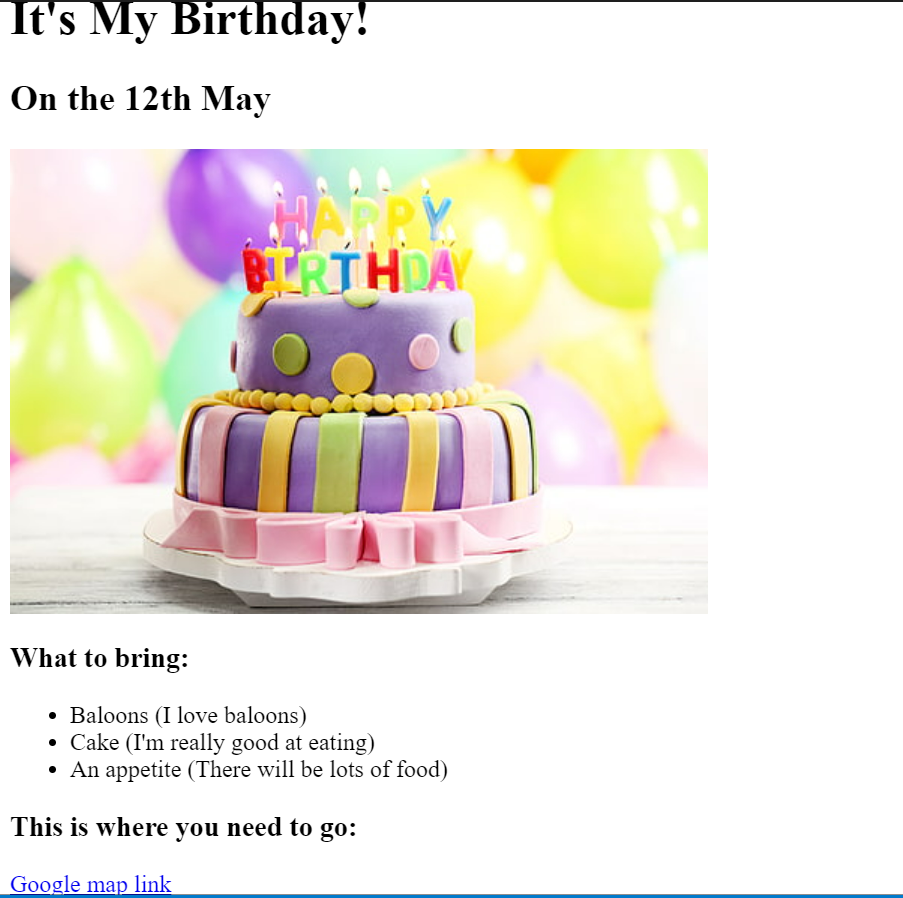 It's My Birthday!
On the 12th May
HAPPY
BIRTHDAY
What to bring:
Baloons (I love baloons)
Cake (I'm really good at eating)
An appetite (There will be lots of food)
This is where you need to go:
Google map link